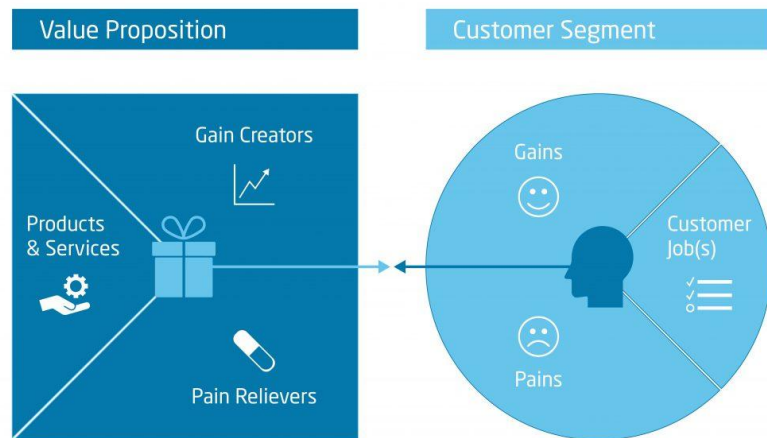 Value Proposition
Customer Segment
Gain Creators
Products
& Services
Pain Relievers
Gains
Customer
Job(s)
Pains